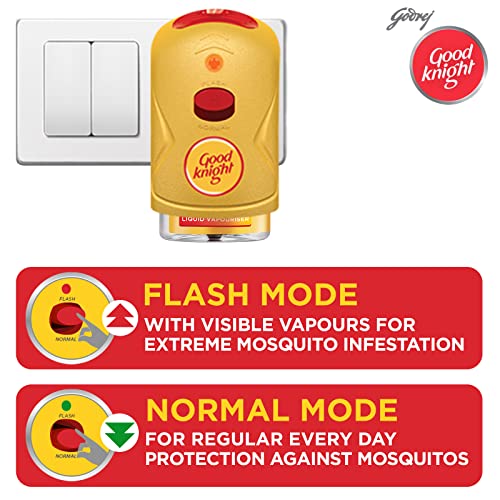 Godrej
Good
knight
FLASH
NORMAL
Good
knight
LIQUID VAPOURISER
FLASH
NORMAL
FLASH MODE
WITH VISIBLE VAPOURS FOR
EXTREME MOSQUITO INFESTATION
FLASH
NORMAL
NORMAL MODE
FOR REGULAR EVERY DAY
PROTECTION AGAINST MOSQUITOS